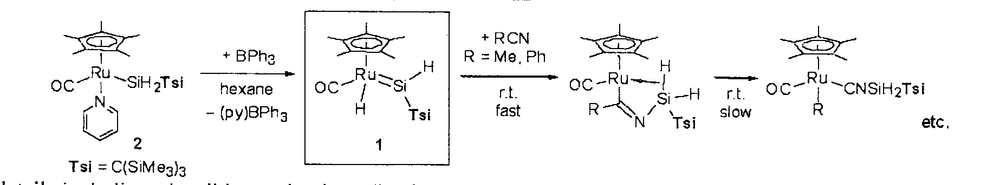 OC
Ru
SiH2Tsi
N
2
Tsi = C(SiMe3)3
+ BPh3
hexane
– (py)BPh3
OC
Ru
Si
H
H
Tsi
1
+ RCN
R = Me, Ph
r.t.
fast
OC
Ru
H
Si
H
R
N
Tsi
r.t.
slow
OC
Ru
CNSiH2Tsi
R
etc.